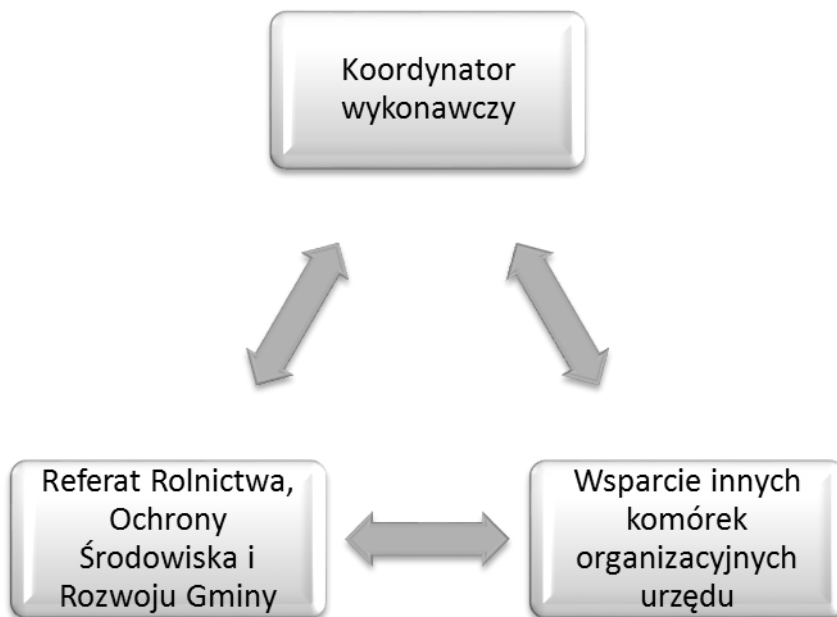 Koordynator
wykonawczy
Referat Rolnictwa,
Ochrony
Środowiska i
Rozwoju Gminy
Wsparcie innych
komórek
organizacyjnych
urzędu